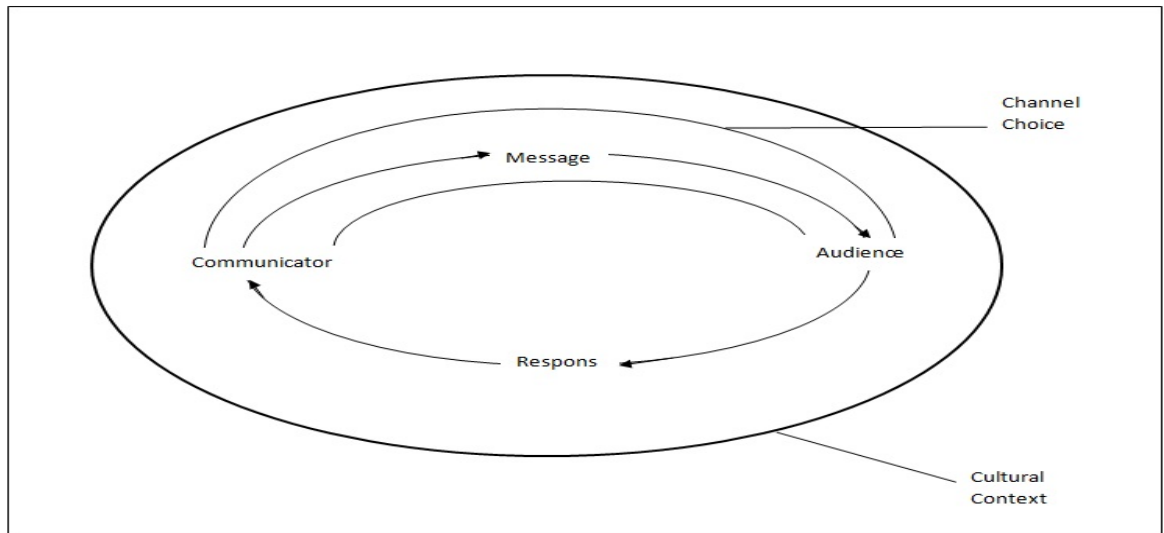 Channel
Choice
Message
Communicator
Audience
Respons
Cultural
Context